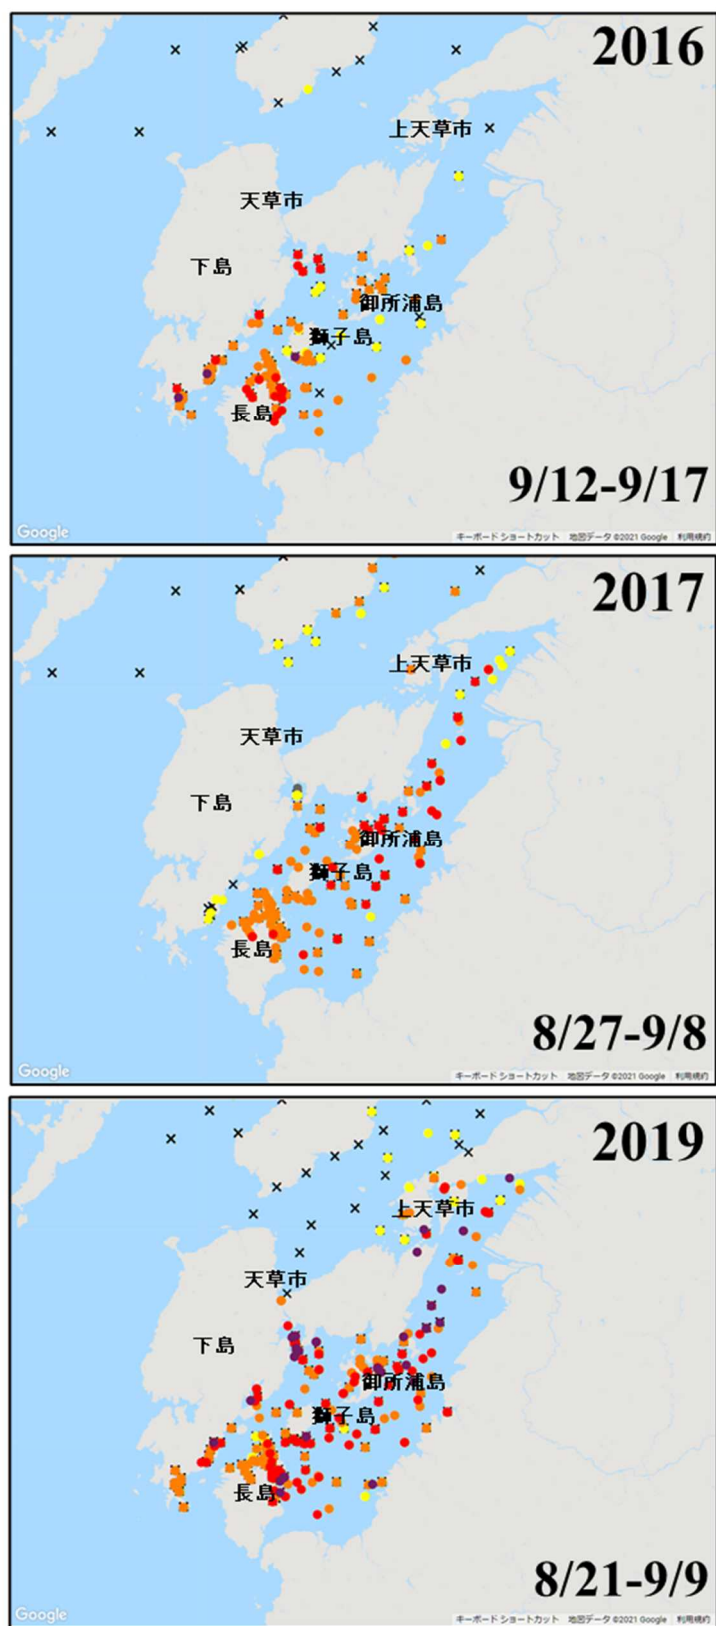 2016
上天草市
天草市
下島
御所浦島
獅子島
長島
9/12-9/17
Google
キーボード ショートカット 地図データ ©2021 Google 利用規約
2017
上天草市
天草市
下島
御所浦島
獅子島
長島
8/27-9/8
Google
キーボード ショートカット 地図データ ©2021 Google 利用規約
2019
上天草市
天草市
下島
御所浦島
獅子島
長島
8/21-9/9
Google
キーボード ショートカット 地図データ ©2021 Google 利用規約